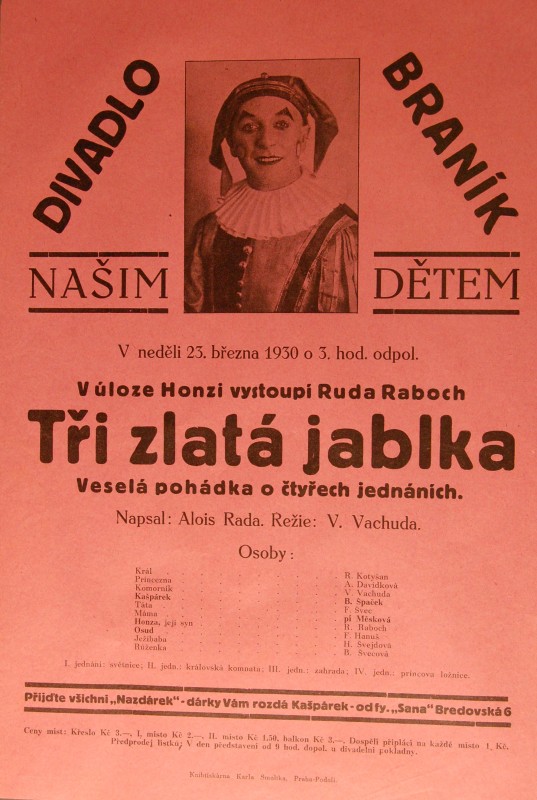 DIVADLO BRANÍK
NAŠIM DĚTEM
V neděli 23. března 1930 o 3. hod. odpol.
V úloze Honzi vystoupí Ruda Raboch
Tři zlatá jablka
Veselá pohádka o čtyřech jednáních.
Napsal: Alois Rada. Režie: V. Vachuda.
Osoby:
Král . . . . . . . . . . R. Kotyšan
Princezna . . . . . . . . . . A. Davidková
Komorník . . . . . . . . . . V. Vachuda
Kašpárek . . . . . . . . . . B. Špaček
Táta . . . . . . . . . . F. Švec
Máma . . . . . . . . . . pí Měsková
Honza, její syn . . . . . . . . . . R. Raboch
Osud . . . . . . . . . . F. Hanuš
Ježibaba . . . . . . . . . . H. Švejdová
Růženka . . . . . . . . . . B. Švecová
I. jednání: světnice; II. jedn.: královská komnata; III. jedn.: zahrada; IV. jedn.: princova ložnice.
Přijďte všichni „Nazdárek" - dárky Vám rozdá Kašpárek - od fy. „Sana" Bredovská 6
Ceny míst: Křeslo Kč 3.—, I. místo Kč 2.—, II. místo Kč 1.50, balkon Kč 3.—. Dospělí připlácí na každé místo 1, Kč.
Předprodej lístků: V den představení od 9 hod. dopol. u divadelní pokladny.
Knihtiskárna Karla Smolíka, Praha-Podolí.